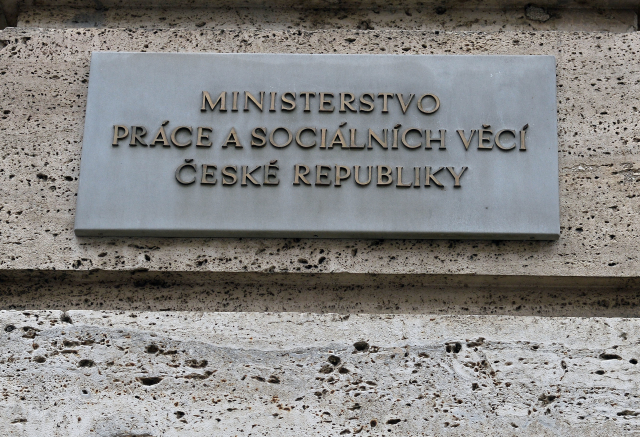 MINISTERSTVO
PRÁCE A SOCIÁLNÍCH VĚCÍ
ČESKÉ REPUBLIKY